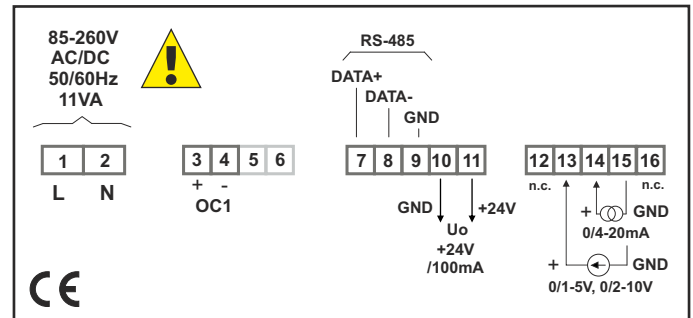 85-260V
AC/DC
50/60Hz
11VA
RS-485
DATA+
DATA-
GND
1 2
3 4 5 6
7 8 9 10 11
12 13 14 15 16
L N
+ -
OC1
GND +24V
Uo
+24V
/100mA
n.c. n.c.
+ GND
0/4-20mA
+ GND
0/1-5V, 0/2-10V
CE